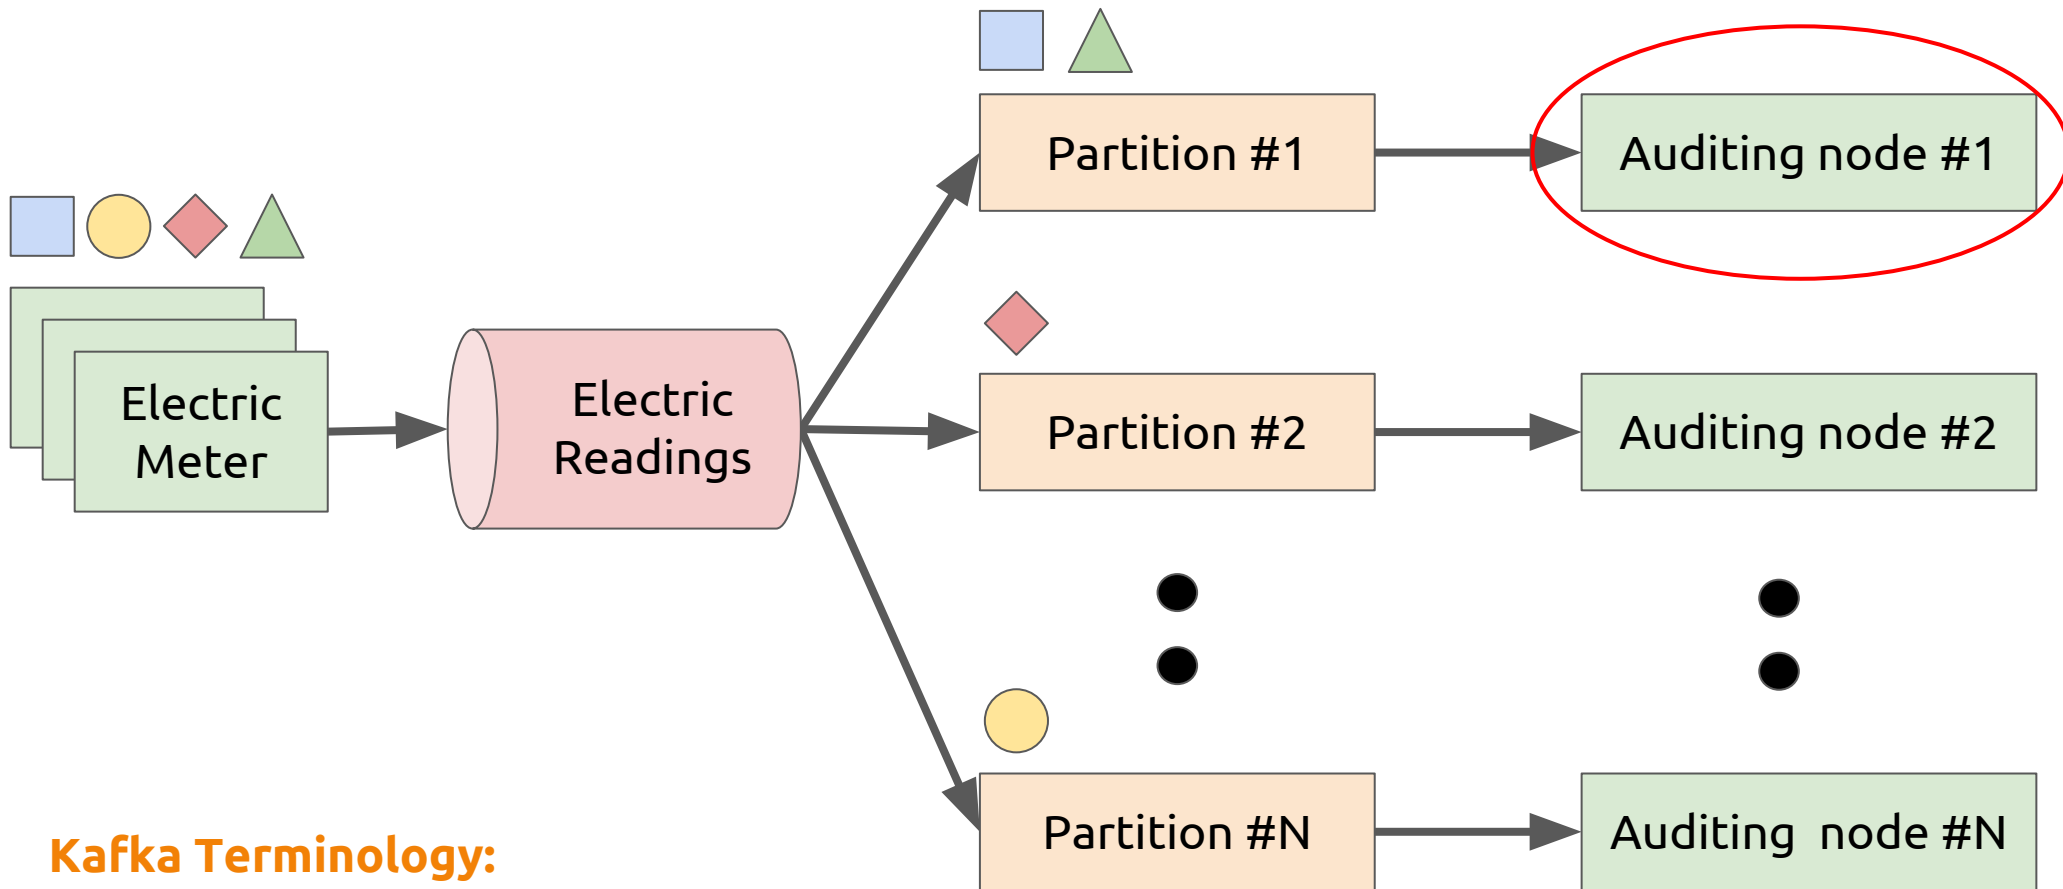 Partition #1
Auditing node #1
Electric
Meter
Electric
Readings
Partition #2
Auditing node #2
Partition #N
Auditing node #N
Kafka Terminology: